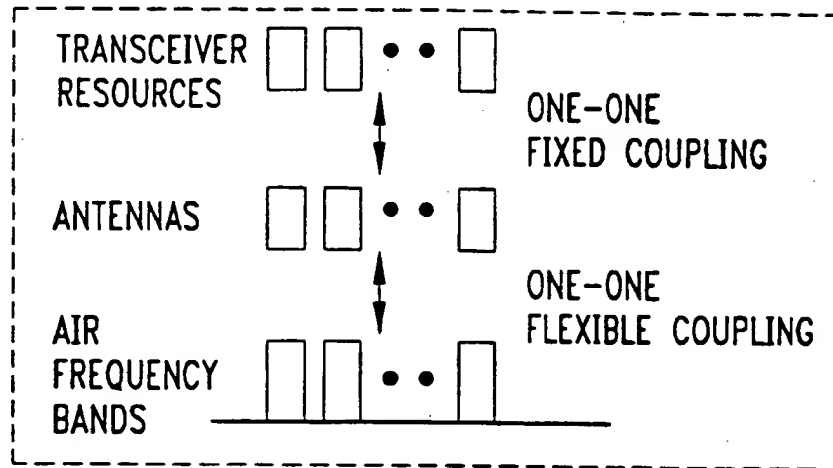 TRANSCEIVER
RESOURCES
ONE-ONE
FIXED COUPLING
ANTENNAS
ONE-ONE
FLEXIBLE COUPLING
AIR
FREQUENCY
BANDS